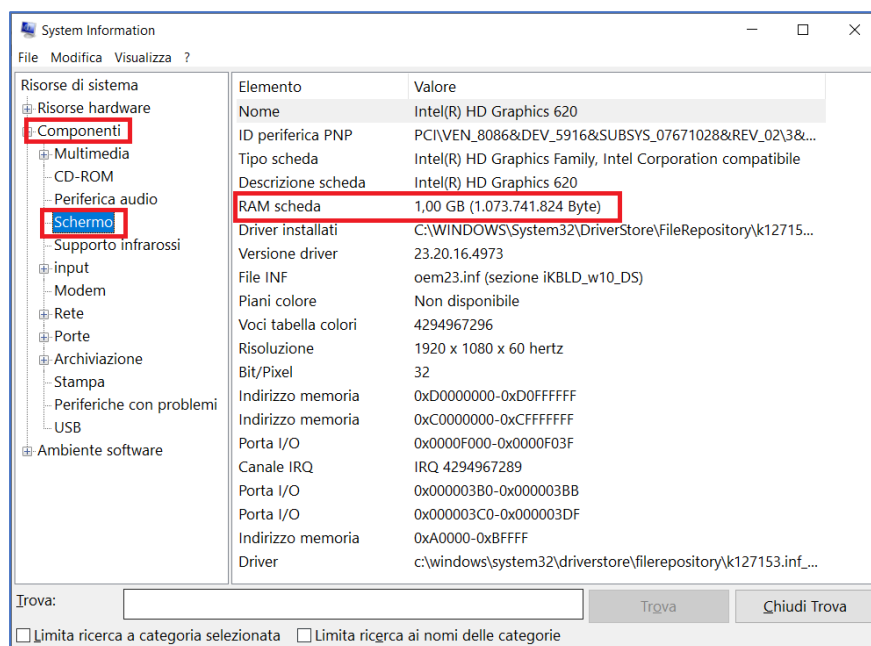 System Information
File Modifica Visualizza ?
Risorse di sistema
Risorse hardware
Componenti
Multimedia
CD-ROM
Periferica audio
Schermo
Supporto infrarossi
input
Modem
Rete
Porte
Archiviazione
Stampa
Periferiche con problemi
USB
Ambiente software
Elemento Valore
Nome Intel(R) HD Graphics 620
ID periferica PNP PCI\VEN_8086&DEV_5916&SUBSYS_07671028&REV_02\3&...
Tipo scheda Intel(R) HD Graphics Family, Intel Corporation compatibile
Descrizione scheda Intel(R) HD Graphics 620
RAM scheda 1,00 GB (1.073.741.824 Byte)
Driver installati C:\WINDOWS\System32\DriverStore\FileRepository\k12715...
Versione driver 23.20.16.4973
File INF oem23.inf (sezione iKBLD_w10_DS)
Piani colore Non disponibile
Voci tabella colori 4294967296
Risoluzione 1920 x 1080 x 60 hertz
Bit/Pixel 32
Indirizzo memoria 0xD0000000-0xD0FFFFFF
Indirizzo memoria 0xC0000000-0xCFFFFFFF
Porta I/O 0x0000F000-0x0000F03F
Canale IRQ IRQ 4294967289
Porta I/O 0x000003B0-0x000003BB
Porta I/O 0x000003C0-0x000003DF
Indirizzo memoria 0xA0000-0xBFFFF
Driver c:\windows\system32\driverstore\filerepository\k127153.inf_...
Trova: Trova Chiudi Trova
Limita ricerca a categoria selezionata Limita ricerca ai nomi delle categorie